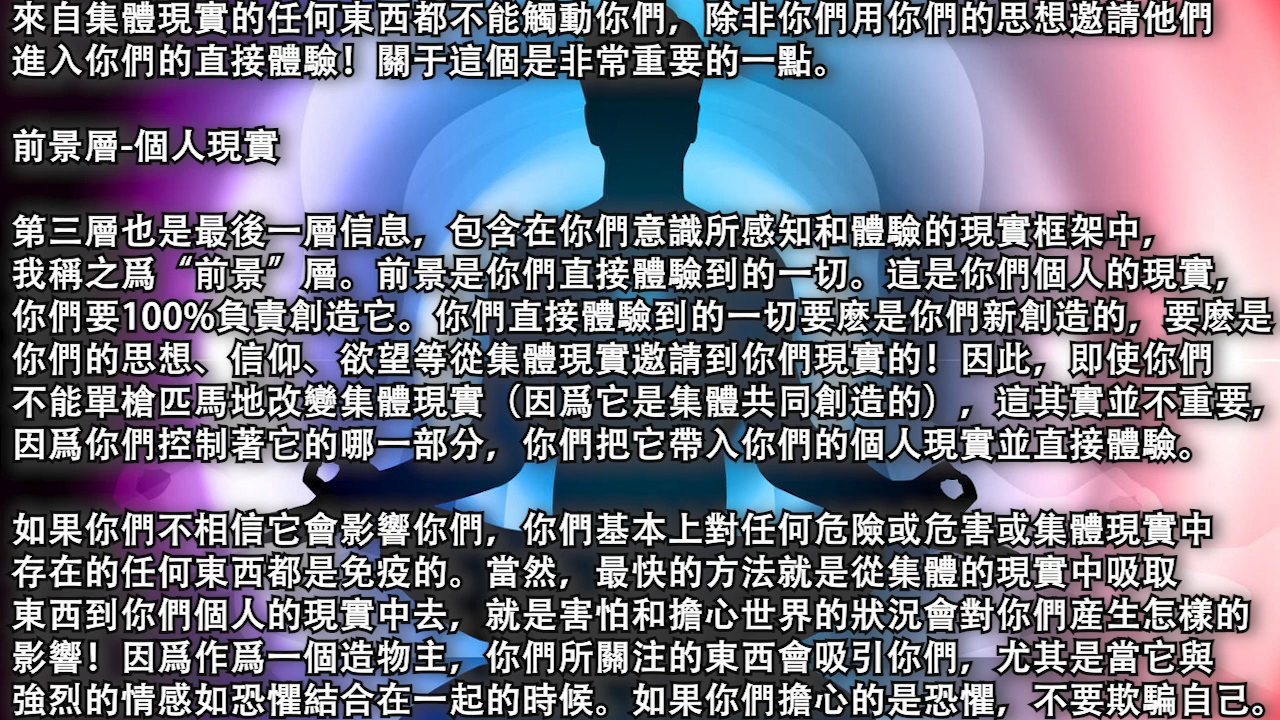 來自集體現實的任何東西都不能觸動你們，除非你們用你們的思想邀請他們
進入你們的直接體驗！關于這個是非常重要的一點。
前景層-個人現實
第三層也是最後一層信息，包含在你們意識所感知和體驗的現實框架中，
我稱之爲“前景”層。前景是你們直接體驗到的一切。這是你們個人的現實，
你們要100%負責創造它。你們直接體驗到的一切要麽是你們新創造的，要麽是
你們的思想、信仰、欲望等從集體現實邀請到你們現實的！因此，即使你們
不能單槍匹馬地改變集體現實（因爲它是集體共同創造的），這其實並不重要，
因爲你們控制著它的哪一部分，你們把它帶入你們的個人現實並直接體驗。
如果你們不相信它會影響你們，你們基本上對任何危險或危害或集體現實中
存在的任何東西都是免疫的。當然，最快的方法就是從集體的現實中吸取
東西到你們個人的現實中去，就是害怕和擔心世界的狀況會對你們産生怎樣的
影響！因爲作爲一個造物主，你們所關注的東西會吸引你們，尤其是當它與
強烈的情感如恐懼結合在一起的時候。如果你們擔心的是恐懼，不要欺騙自己。